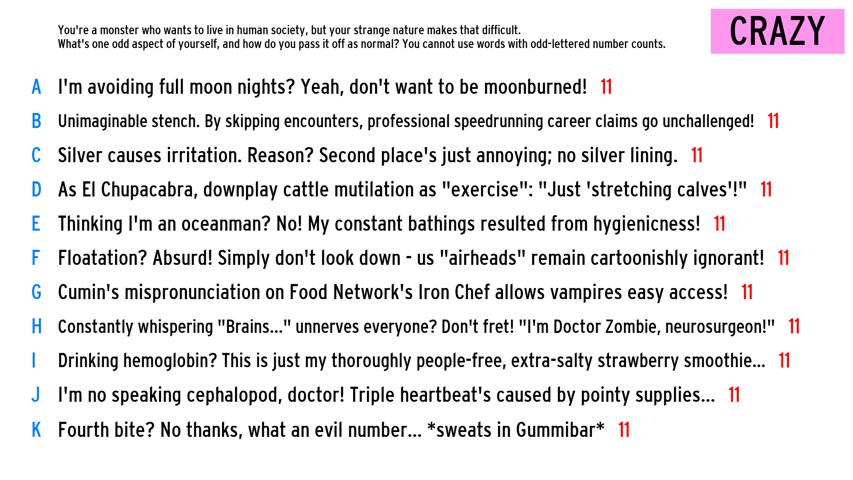 You're a monster who wants to live in human society, but your strange nature makes that difficult.
What's one odd aspect of yourself, and how do you pass it off as normal? You cannot use words with odd-lettered number counts.
CRAZY
A I'm avoiding full moon nights? Yeah, don't want to be moonburned! 11
B Unimaginable stench. By skipping encounters, professional speedrunning career claims go unchallenged! 11
C Silver causes irritation. Reason? Second place's just annoying; no silver lining. 11
D As El Chupacabra, downplay cattle mutilation as "exercise": "Just 'stretching calves'!" 11
E Thinking I'm an oceanman? No! My constant bathings resulted from hygienicness! 11
F Floatation? Absurd! Simply don't look down - us "airheads" remain cartoonishly ignorant! 11
G Cumin's mispronunciation on Food Network's Iron Chef allows vampires easy access! 11
H Constantly whispering "Brains..." unnerves everyone? Don't fret! "I'm Doctor Zombie, neurosurgeon!" 11
I Drinking hemoglobin? This is just my thoroughly people-free, extra-salty strawberry smoothie... 11
J I'm no speaking cephalopod, doctor! Triple heartbeat's caused by pointy supplies... 11
K Fourth bite? No thanks, what an evil number... *sweats in Gummibar* 11